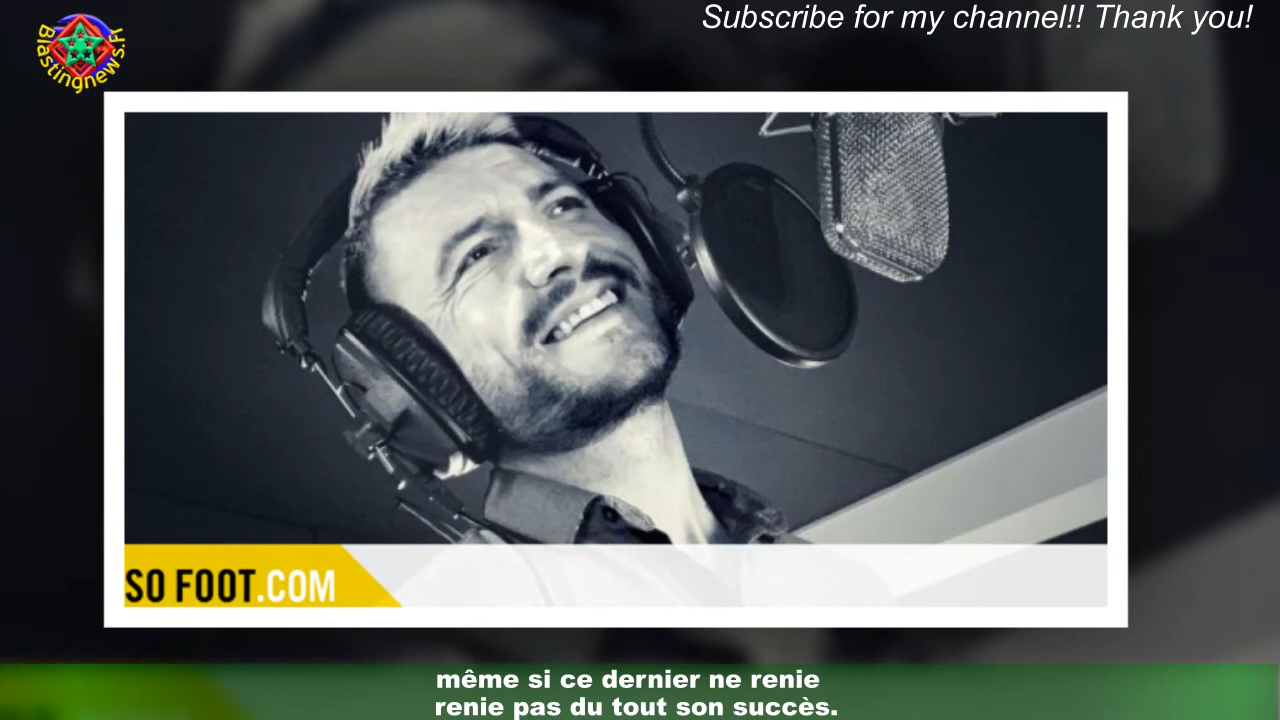 Subscribe for my channel!! Thank you!
Blastingnews.Fr
SO FOOT.COM
même si ce dernier ne renie
renie pas du tout son succès.